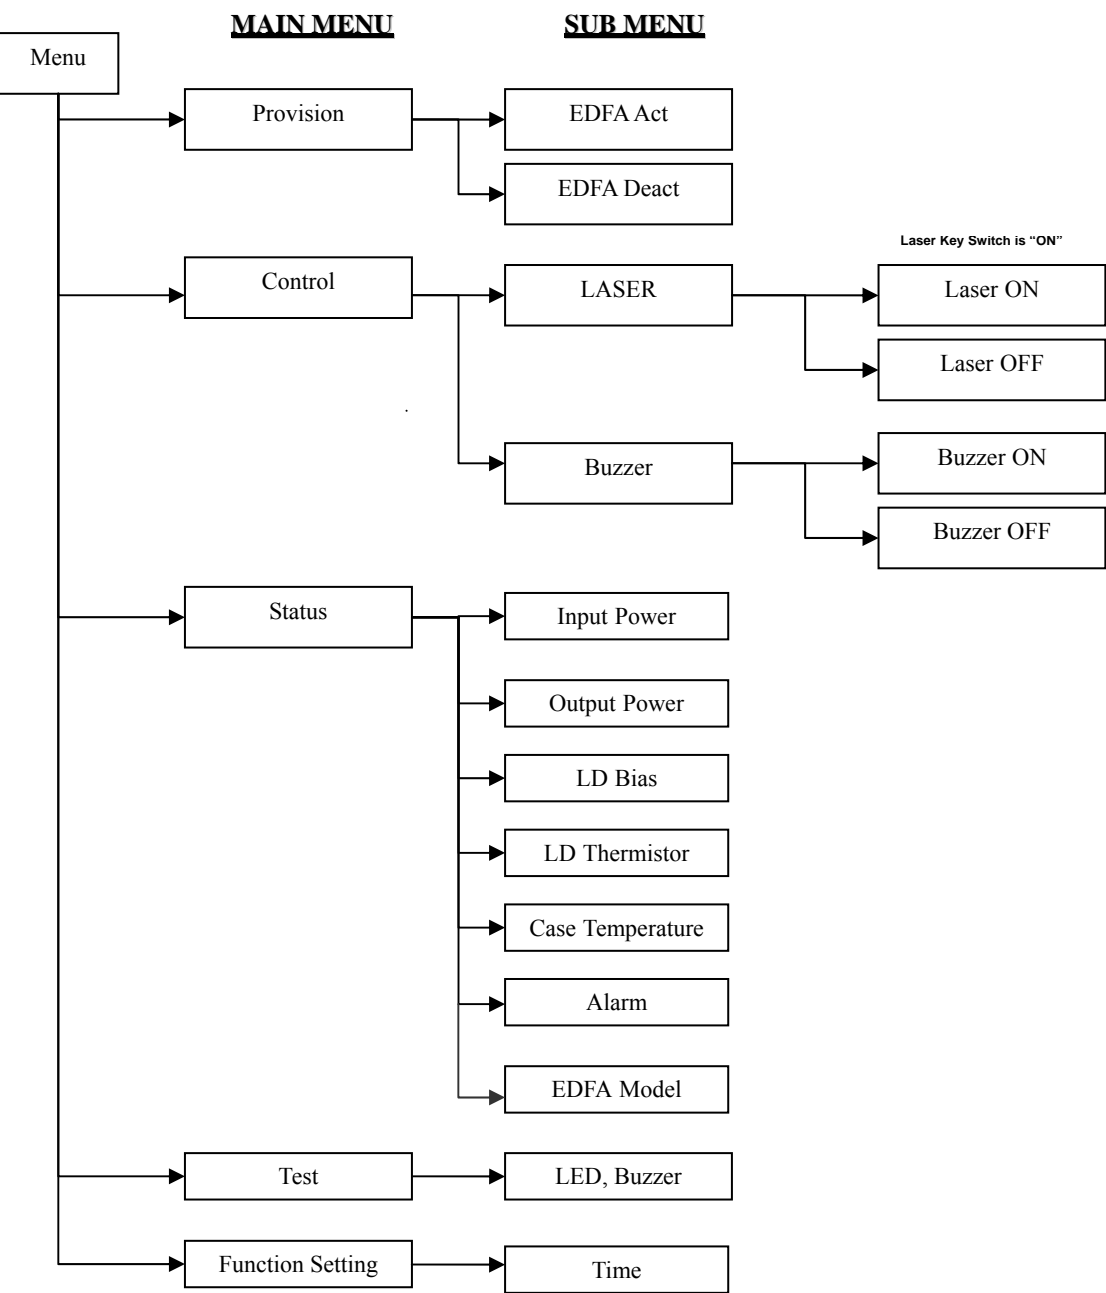 MAIN MENU
SUB MENU
Menu
Provision
EDFA Act
EDFA Deact
Laser Key Switch is “ON”
Control
LASER
Laser ON
Laser OFF
Buzzer
Buzzer ON
Buzzer OFF
Status
Input Power
Output Power
LD Bias
LD Thermistor
Case Temperature
Alarm
EDFA Model
Test
LED, Buzzer
Function Setting
Time